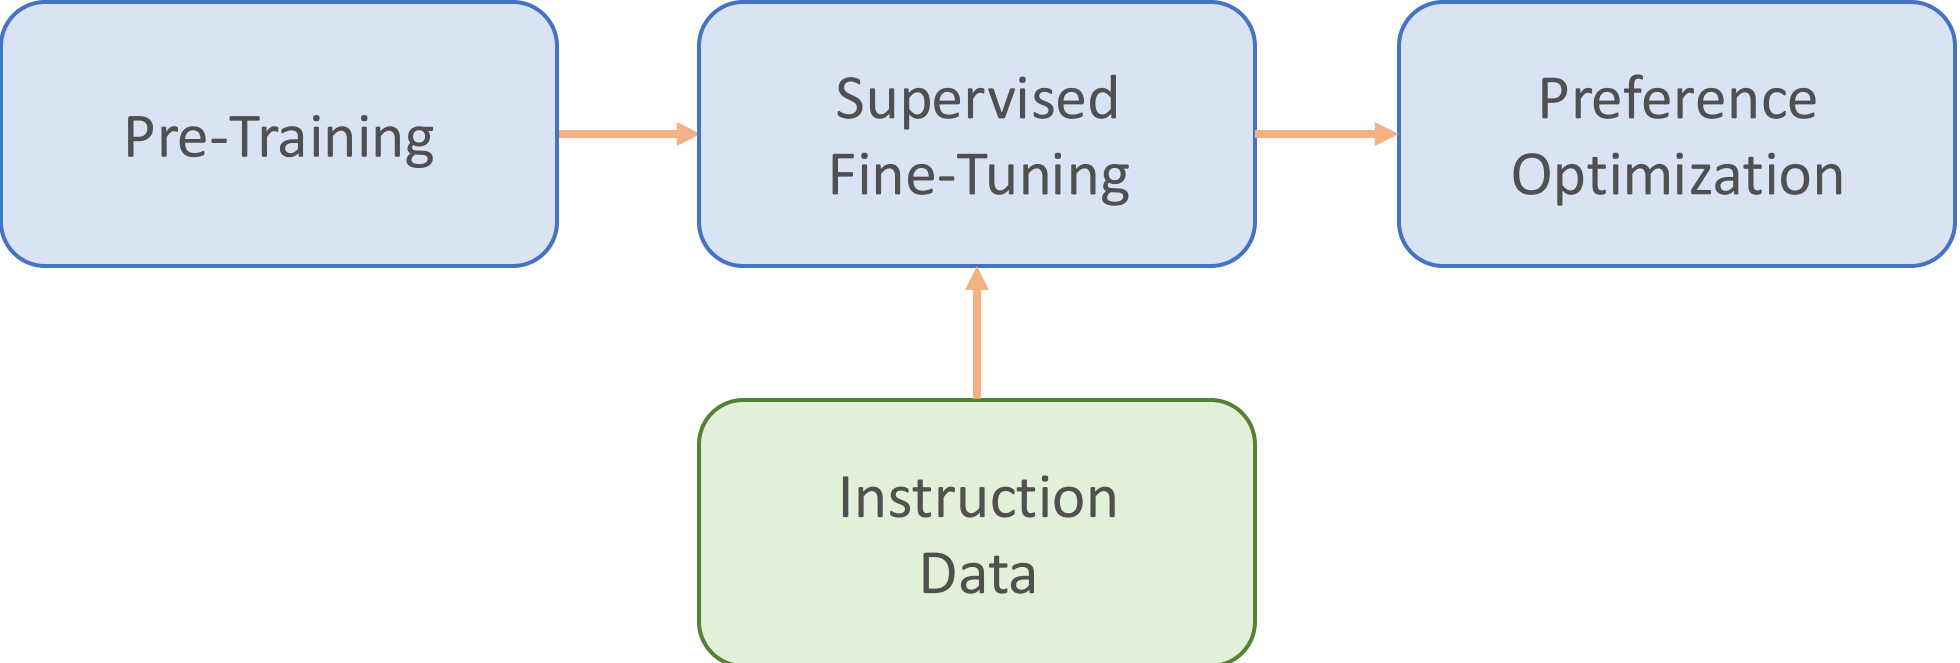 Pre-Training
Supervised
Fine-Tuning
Preference
Optimization
Instruction
Data